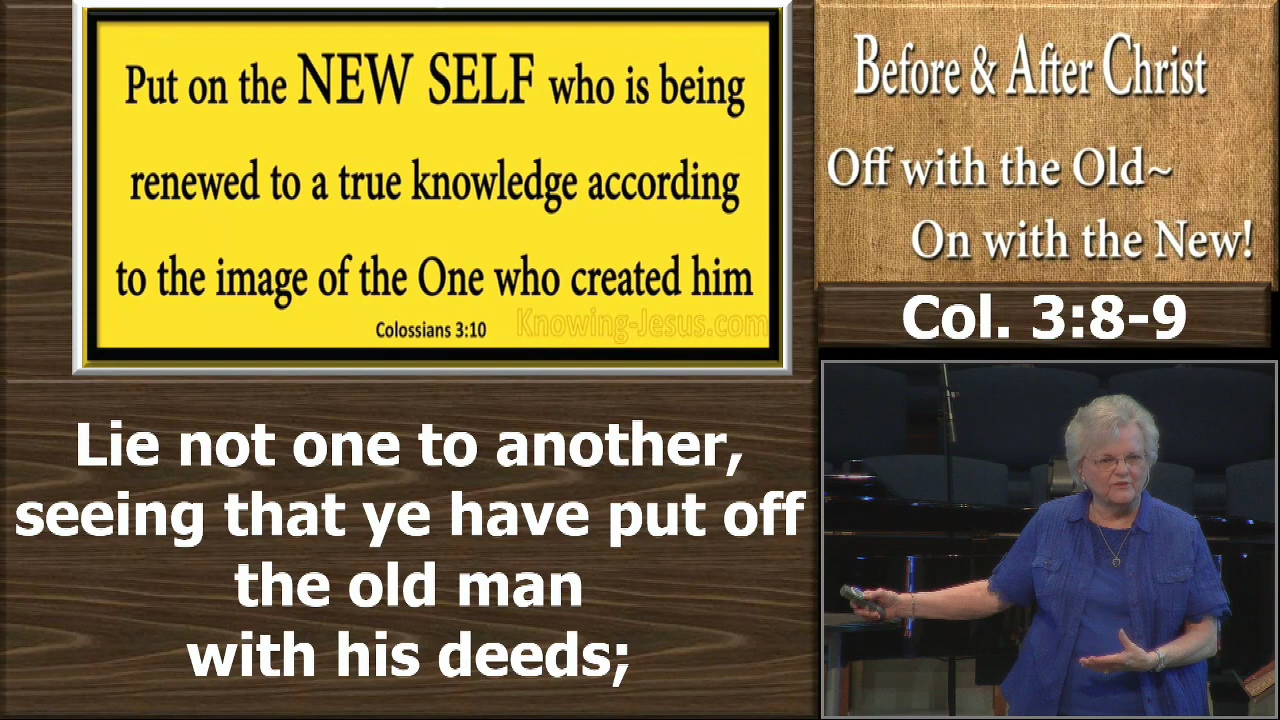 Put on the NEW SELF who is being
renewed to a true knowledge according
to the image of the One who created him
Colossians 3:10
Knowing-Jesus.com
Before & After Christ
Off with the Old~
On with the New!
Col. 3:8-9
Lie not one to another,
seeing that ye have put off
the old man
with his deeds;